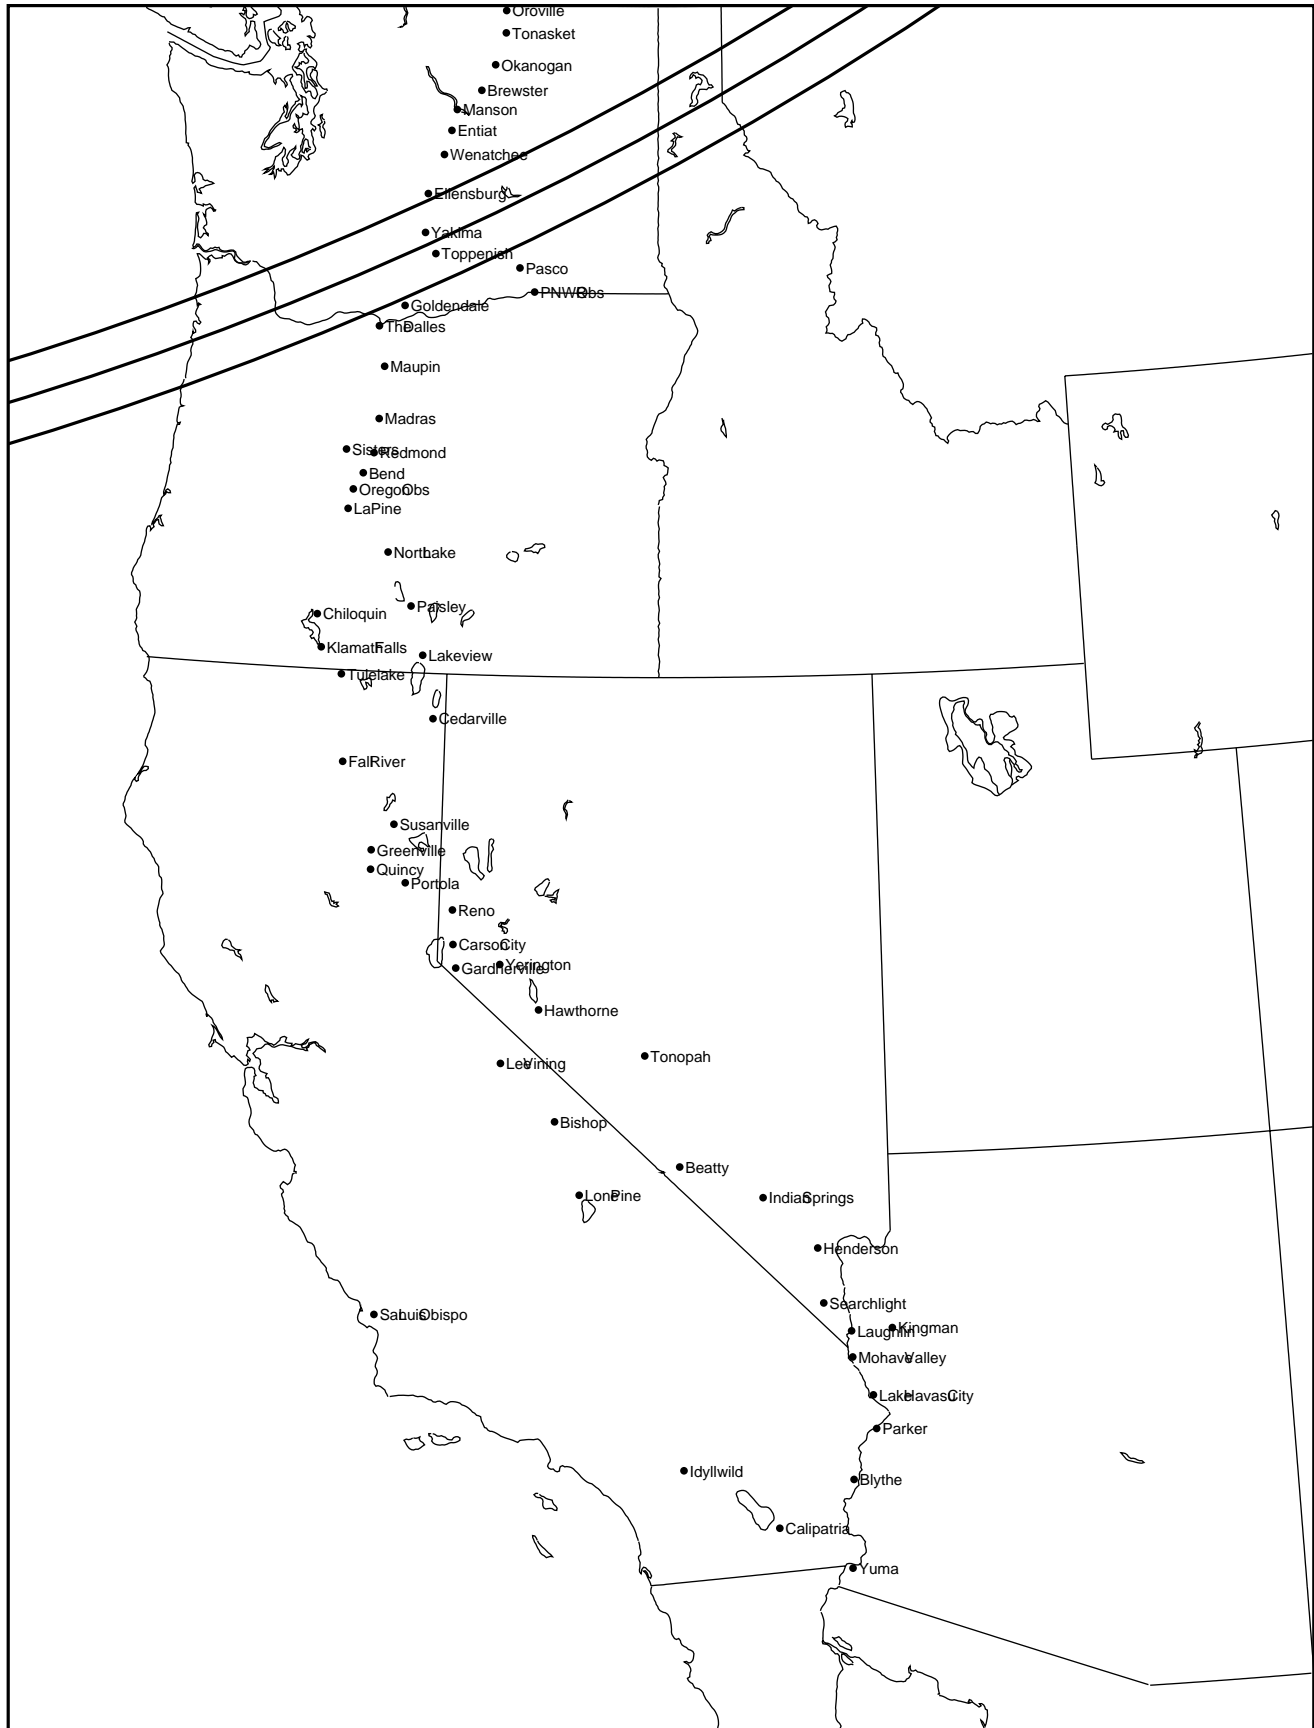 Oroville
Tonasket
Okanogan
Brewster
Manson
Entiat
Wenatchee
Ellensburg
Yakima
Toppenish
Pasco
PNWRObs
Goldendale
TheDalles
Maupin
Madras
Sisters
Redmond
Bend
OregonObs
LaPine
NorthLake
Paisley
Chiloquin
KlamathFalls
Lakeview
Tulelake
Cedarville
FallRiver
Susanville
Greenville
Quincy
Portola
Reno
CarsonCity
Yerington
Gardnerville
Hawthorne
Tonopah
LeeVining
Bishop
Beatty
LonePine
IndianSprings
Henderson
Searchlight
SanLuisObispo
Kingman
Laughlin
MohaveValley
LakeHavasuCity
Parker
Idyllwild
Blythe
Calipatria
Yuma